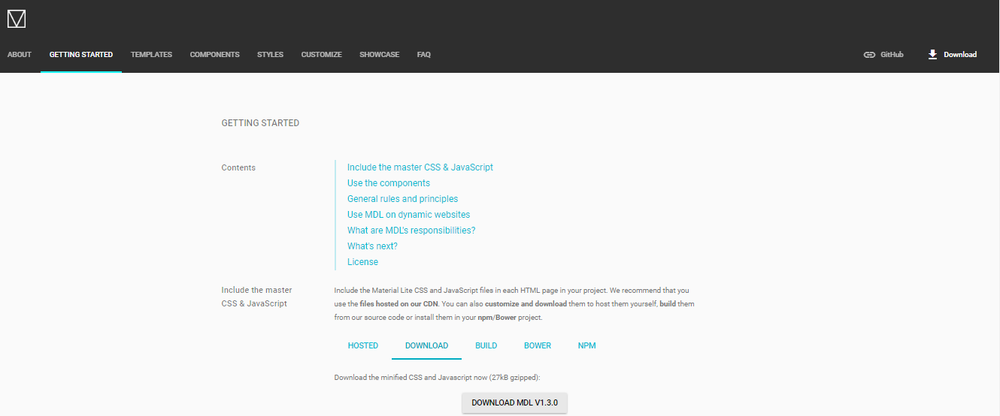 ABOUT GETTING STARTED TEMPLATES COMPONENTS STYLES CUSTOMIZE SHOWCASE FAQ GitHub Download
GETTING STARTED
Contents
Include the master CSS & JavaScript
Use the components
General rules and principles
Use MDL on dynamic websites
What are MDL's responsibilities?
What's next?
License
Include the master
CSS & JavaScript
Include the Material Lite CSS and JavaScript files in each HTML page in your project. We recommend that you
use the files hosted on our CDN. You can also customize and download them to host them yourself, build them
from our source code or install them in your npm/Bower project.
HOSTED DOWNLOAD BUILD BOWER NPM
Download the minified CSS and Javascript now (27kB gzipped):
DOWNLOAD MDL V1.3.0